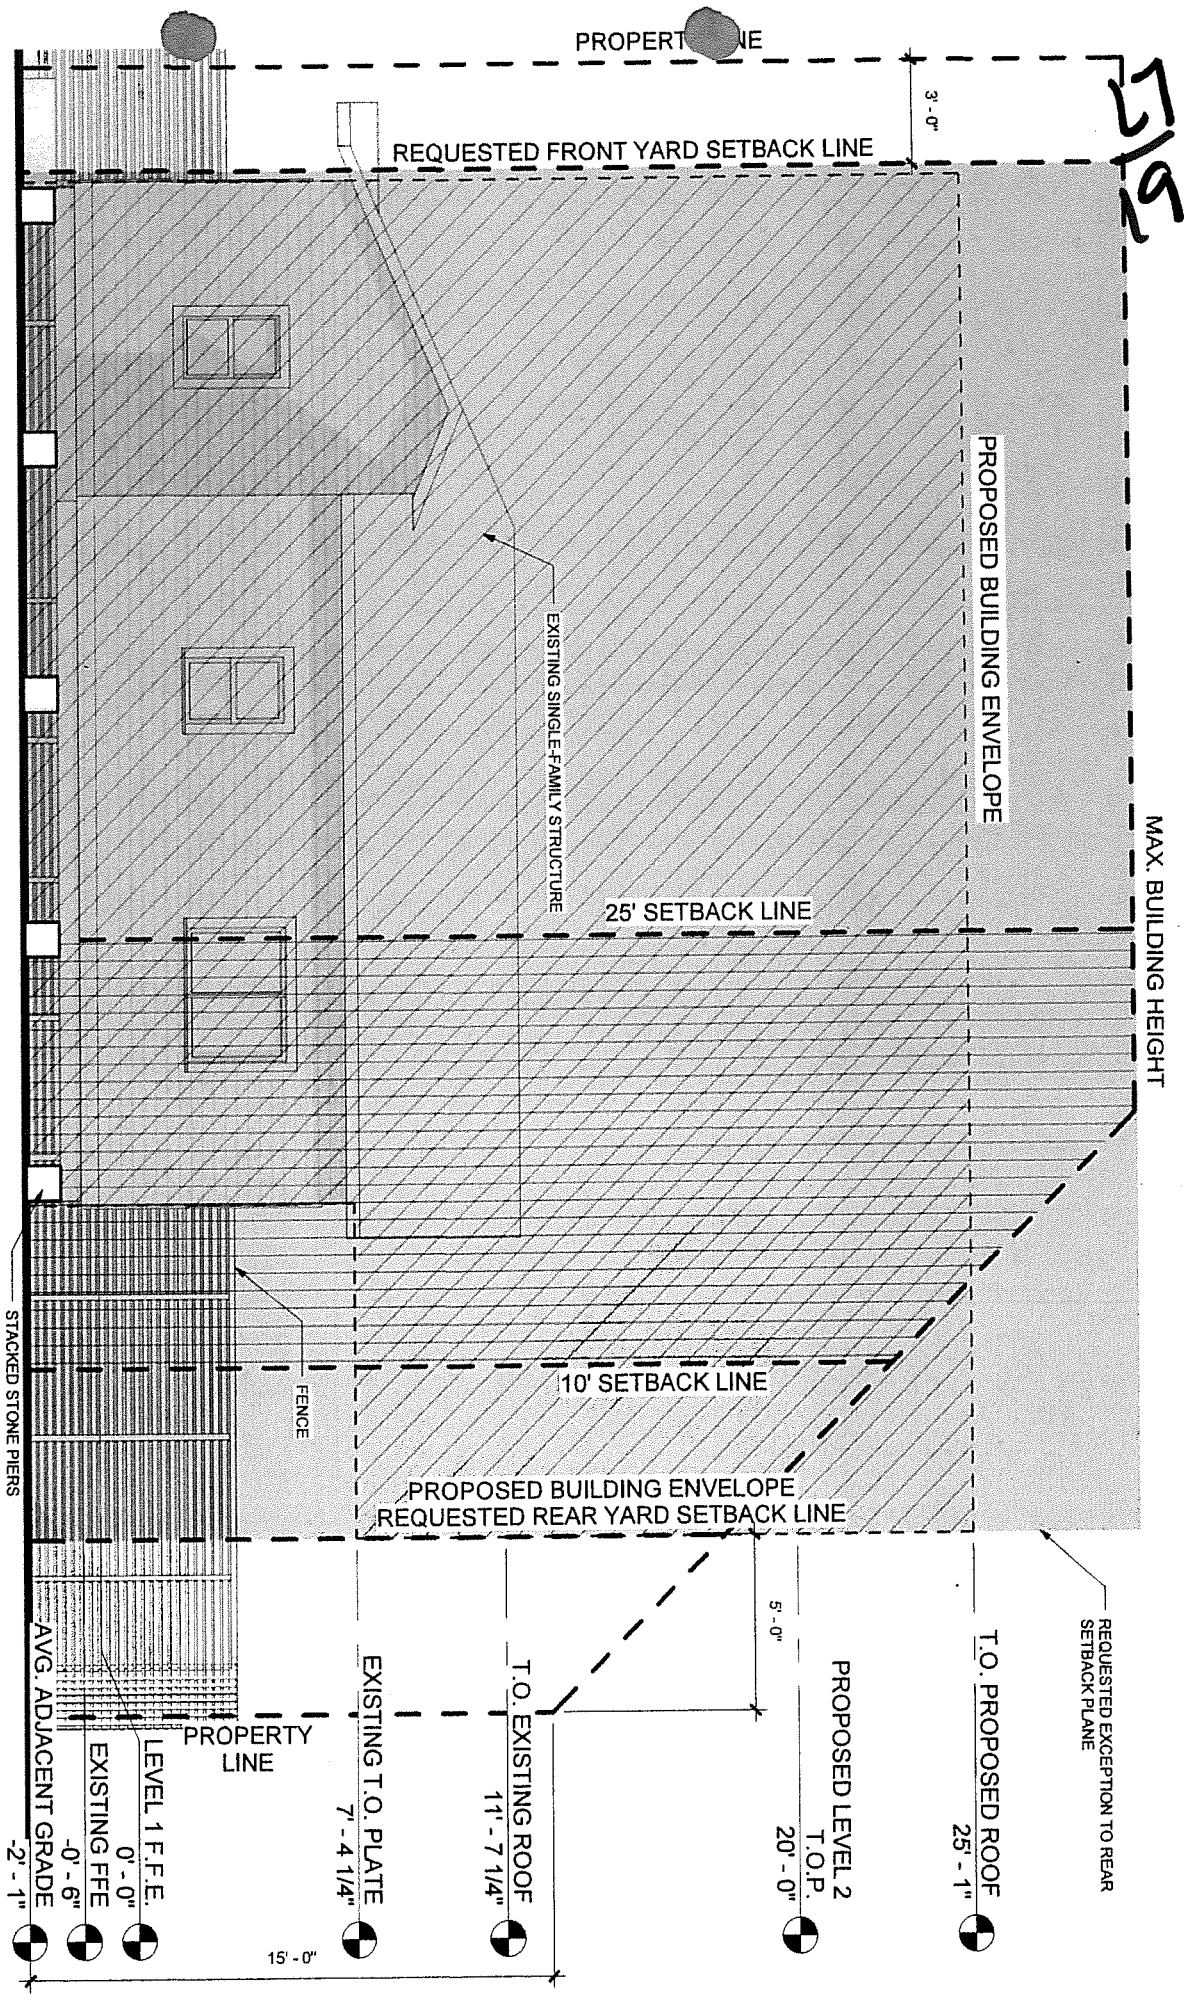 PROPERT NE
3' - 0"
27/9
REQUESTED FRONT YARD SETBACK LINE
PROPOSED BUILDING ENVELOPE
MAX. BUILDING HEIGHT
EXISTING SINGLE-FAMILY STRUCTURE
25' SETBACK LINE
10' SETBACK LINE
FENCE
STACKED STONE PIERS
PROPOSED BUILDING ENVELOPE
REQUESTED REAR YARD SETBACK LINE
REQUESTED EXCEPTION TO REAR
SETBACK PLANE
5' - 0"
T.O. PROPOSED ROOF
25' - 1"
PROPOSED LEVEL 2
T.O.P.
20' - 0"
T.O. EXISTING ROOF
11' - 7 1/4"
EXISTING T.O. PLATE
7' - 4 1/4"
PROPERTY
LINE
LEVEL 1 F.F.E.
0' - 0"
EXISTING FFE
-0' - 6"
AVG. ADJACENT GRADE
-2' - 1"
15' - 0"